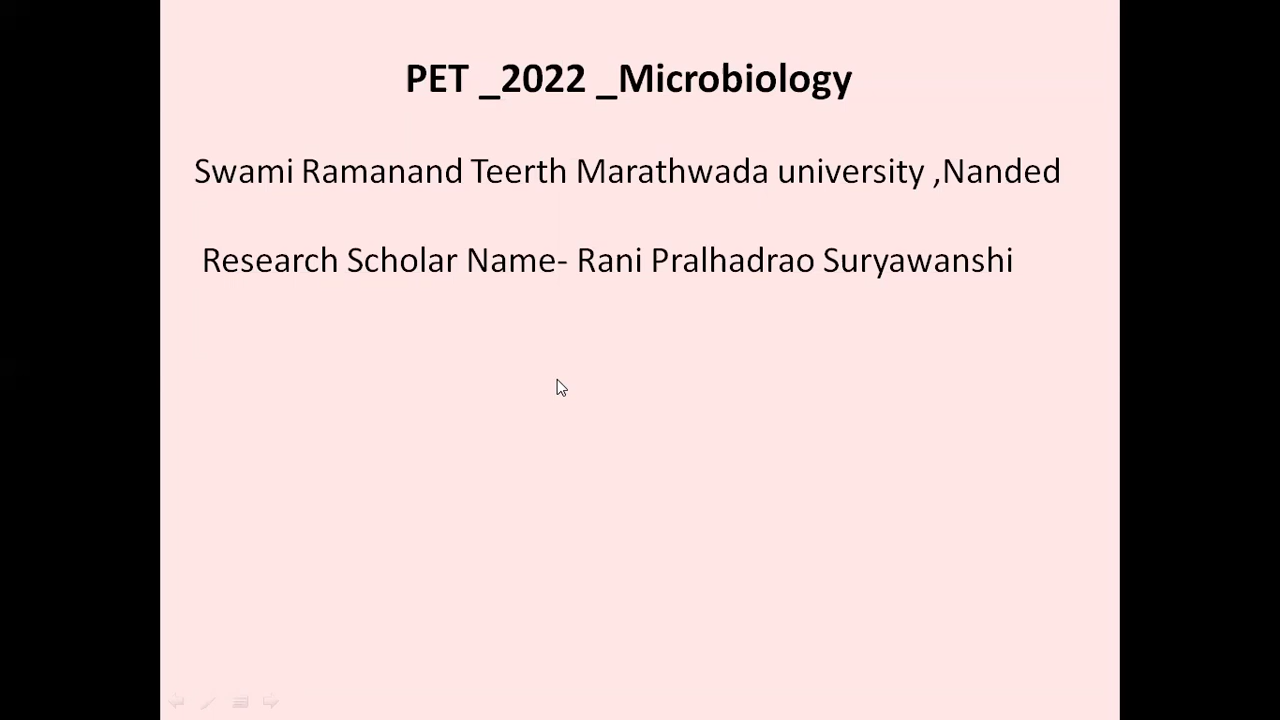 PET _2022 _Microbiology
Swami Ramanand Teerth Marathwada university ,Nanded
Research Scholar Name- Rani Pralhadrao Suryawanshi